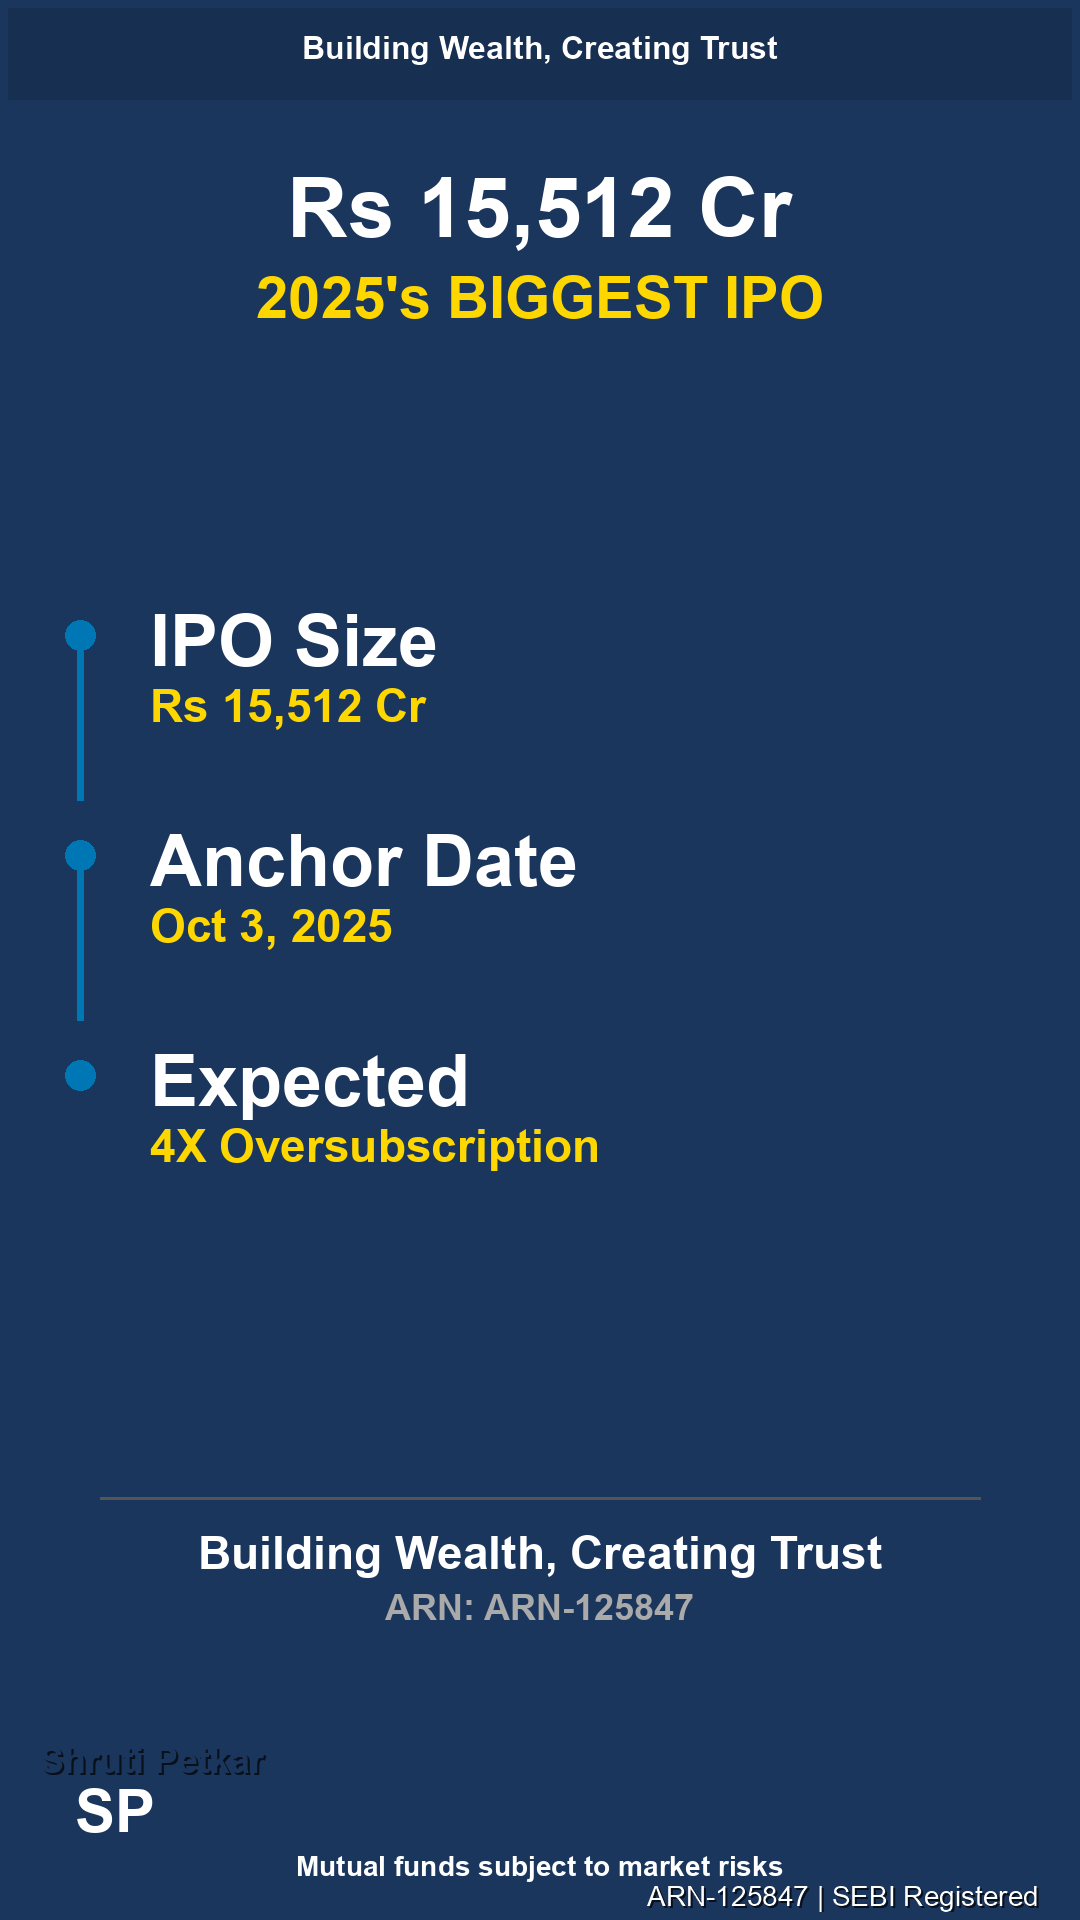 Building Wealth, Creating Trust
Rs 15,512 Cr
2025's BIGGEST IPO
IPO Size
Rs 15,512 Cr
Anchor Date
Oct 3, 2025
Expected
4X Oversubscription
Building Wealth, Creating Trust
ARN: ARN-125847
Shruti Petkar
SP
Mutual funds subject to market risks
ARN-125847 | SEBI Registered